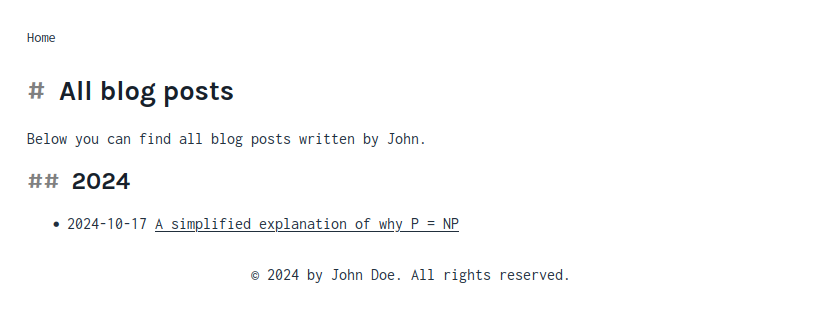 Home
# All blog posts
Below you can find all blog posts written by John.
## 2024
• 2024-10-17 A simplified explanation of why P = NP
© 2024 by John Doe. All rights reserved.